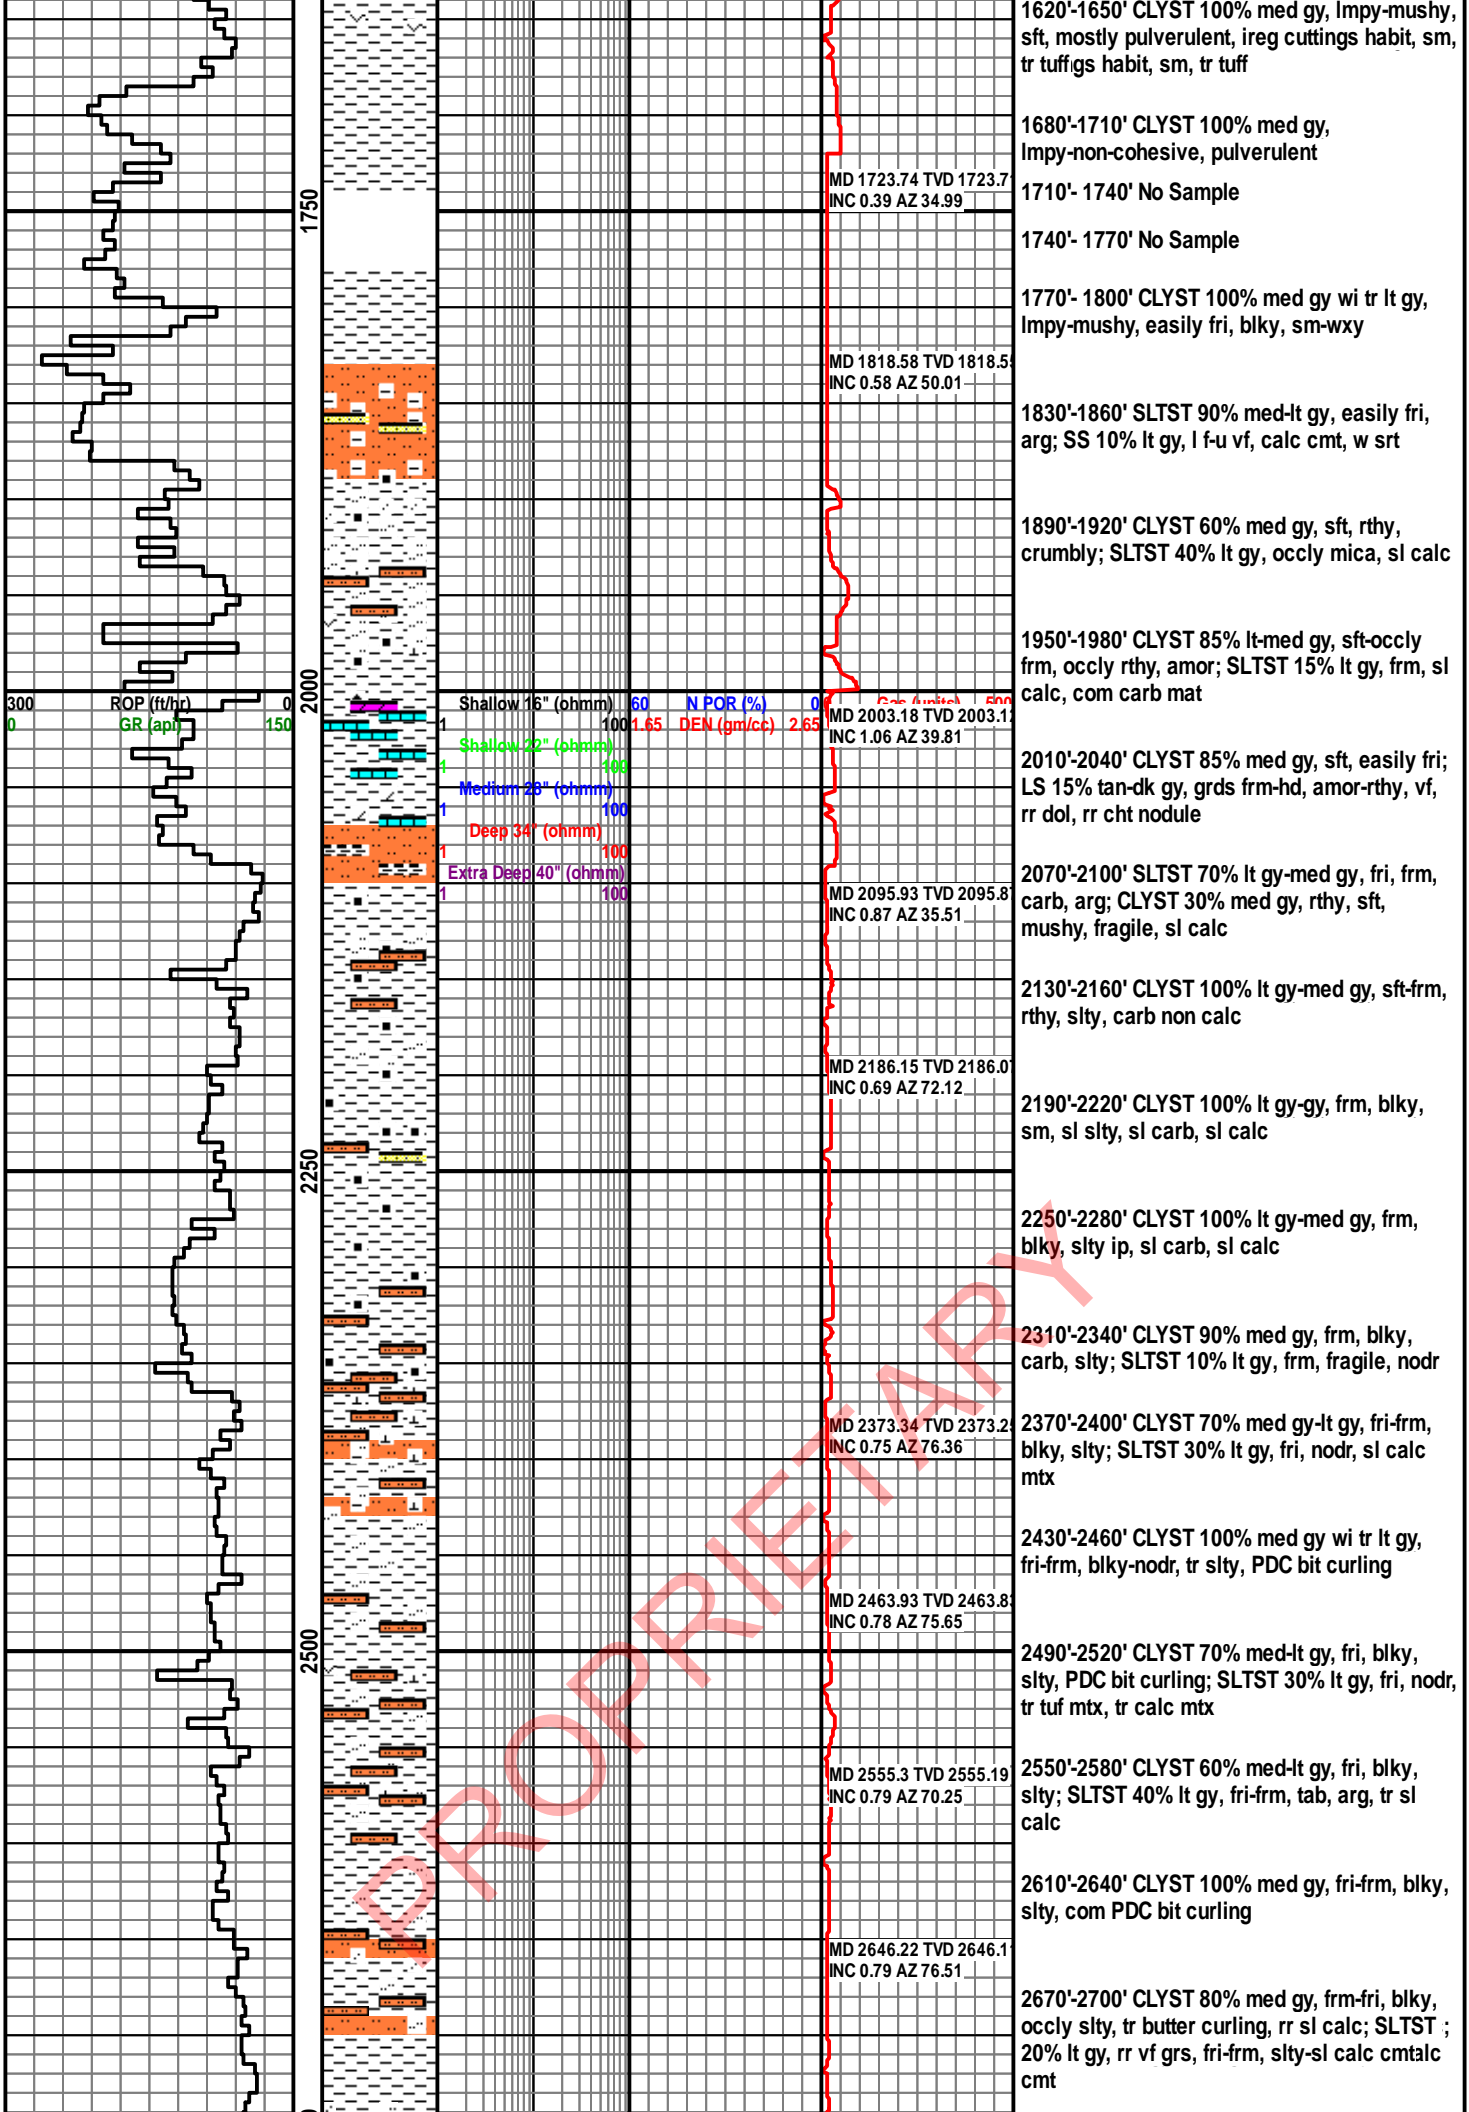 1620'-1650' CLYST 100% med gy, lmpy-mushy,
sft, mostly pulverulent, ireg cuttings habit, sm,
tr tuffgs habit, sm, tr tuff
1680'-1710' CLYST 100% med gy,
lmpy-non-cohesive, pulverulent
MD 1723.74 TVD 1723.71
INC 0.39 AZ 34.99
1710'- 1740' No Sample
1750
1740'- 1770' No Sample
1770'- 1800' CLYST 100% med gy wi tr lt gy,
lmpy-mushy, easily fri, blky, sm-wxy
MD 1818.58 TVD 1818.55
INC 0.58 AZ 50.01
1830'-1860' SLTST 90% med-lt gy, easily fri,
arg; SS 10% lt gy, l f-u vf, calc cmt, w srt
1890'-1920' CLYST 60% med gy, sft, rthy,
crumbly; SLTST 40% lt gy, occly mica, sl calc
1950'-1980' CLYST 85% lt-med gy, sft-occly
frm, occly rthy, amor; SLTST 15% lt gy, frm, sl
calc, com carb mat
2000
300 ROP (ft/hr) 0
0 GR (api) 150
Shallow 16" (ohmm)
1 100
Shallow 22" (ohmm)
1 100
Medium 28" (ohmm)
1 100
Deep 34" (ohmm)
1 100
Extra Deep 40" (ohmm)
1 100
60 N POR (%) 0
1.65 DEN (gm/cc) 2.65
0 Gas (units) 500
MD 2003.18 TVD 2003.12
INC 1.06 AZ 39.81
2010'-2040' CLYST 85% med gy, sft, easily fri;
LS 15% tan-dk gy, grds frm-hd, amor-rthy, vf,
rr dol, rr cht nodule
2070'-2100' SLTST 70% lt gy-med gy, fri, frm,
carb, arg; CLYST 30% med gy, rthy, sft,
mushy, fragile, sl calc
MD 2095.93 TVD 2095.8
INC 0.87 AZ 35.51
2130'-2160' CLYST 100% lt gy-med gy, sft-frm,
rthy, slty, carb non calc
MD 2186.15 TVD 2186.07
INC 0.69 AZ 72.12
2190'-2220' CLYST 100% lt gy-gy, frm, blky,
sm, sl slty, sl carb, sl calc
2250
2250'-2280' CLYST 100% lt gy-med gy, frm,
blky, slty ip, sl carb, sl calc
2310'-2340' CLYST 90% med gy, frm, blky,
carb, slty; SLTST 10% lt gy, frm, fragile, nodr
MD 2373.34 TVD 2373.25
INC 0.75 AZ 76.36
2370'-2400' CLYST 70% med gy-lt gy, fri-frm,
blky, slty; SLTST 30% lt gy, fri, nodr, sl calc
mtx
2430'-2460' CLYST 100% med gy wi tr lt gy,
fri-frm, blky-nodr, tr slty, PDC bit curling
MD 2463.93 TVD 2463.83
INC 0.78 AZ 75.65
2500
2490'-2520' CLYST 70% med-lt gy, fri, blky,
slty, PDC bit curling; SLTST 30% lt gy, fri, nodr,
tr tuf mtx, tr calc mtx
2550'-2580' CLYST 60% med-lt gy, fri, blky,
slty; SLTST 40% lt gy, fri-frm, tab, arg, tr sl
calc
MD 2555.3 TVD 2555.19
INC 0.79 AZ 70.25
2610'-2640' CLYST 100% med gy, fri-frm, blky,
slty, com PDC bit curling
MD 2646.22 TVD 2646.11
INC 0.79 AZ 76.51
2670'-2700' CLYST 80% med gy, frm-fri, blky,
occly slty, tr butter curling, rr sl calc; SLTST ;
20% lt gy, rr vf grs, fri-frm, slty-sl calc cmtalc
cmt
PROPRIETARY